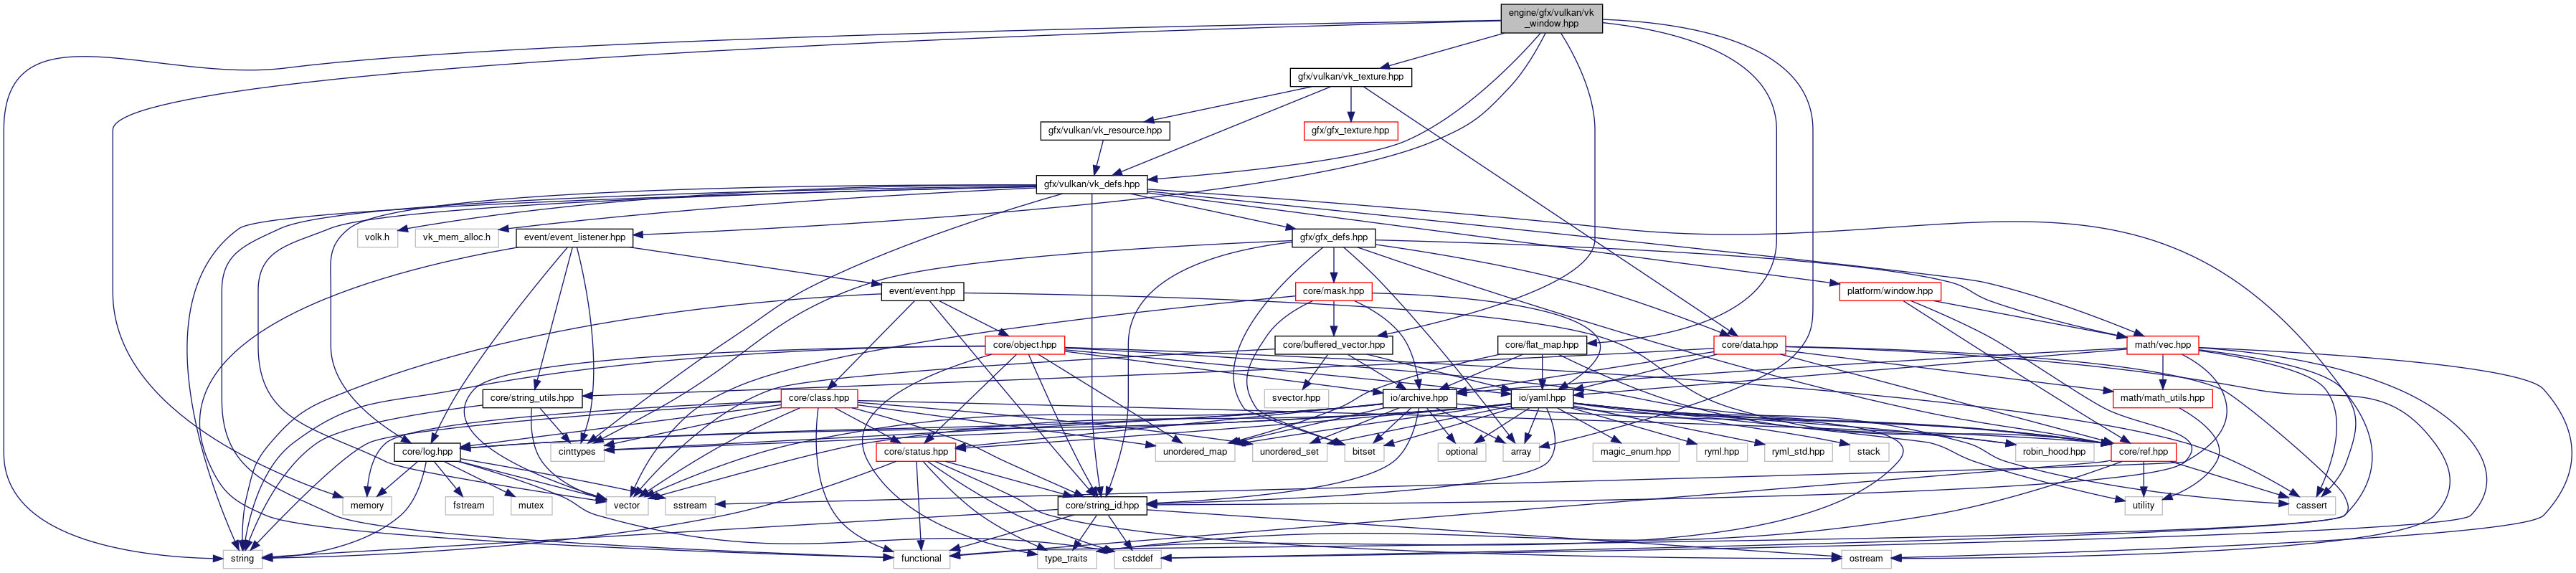 engine/gfx/vulkan/vk
_window.hpp
gfx/vulkan/vk_texture.hpp
gfx/vulkan/vk_resource.hpp
gfx/gfx_texture.hpp
gfx/vulkan/vk_defs.hpp
volk.h
vk_mem_alloc.h
event/event_listener.hpp
gfx/gfx_defs.hpp
event/event.hpp
core/mask.hpp
platform/window.hpp
core/object.hpp
core/buffered_vector.hpp
core/flat_map.hpp
core/data.hpp
math/vec.hpp
core/string_utils.hpp
core/class.hpp
svector.hpp
io/archive.hpp
io/yaml.hpp
math/math_utils.hpp
core/log.hpp
cinttypes
core/status.hpp
unordered_map
unordered_set
bitset
optional
array
magic_enum.hpp
ryml.hpp
ryml_std.hpp
stack
robin_hood.hpp
core/ref.hpp
memory
fstream
mutex
vector
sstream
core/string_id.hpp
utility
cassert
string
functional
type_traits
cstddef
ostream